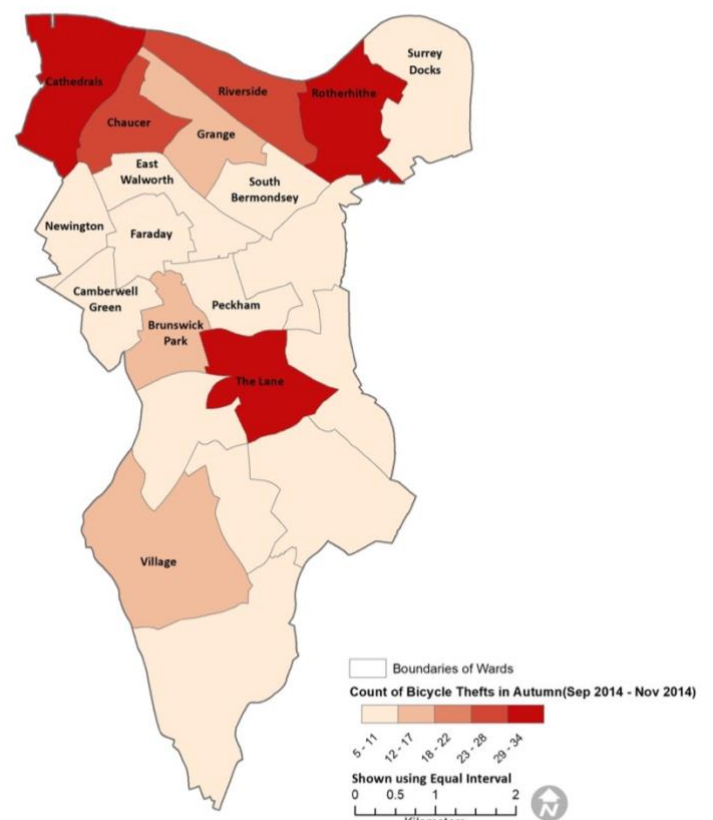 Surrey
Docks
Cathedrals
Riverside
Rotherhithe
Chaucer
Grange
East
Walworth
South
Bermondsey
Newington
Faraday
Camberwell
Green
Peckham
Brunswick
Park
The Lane
Village
Boundaries of Wards
Count of Bicycle Thefts in Autumn(Sep 2014 - Nov 2014)
5 - 11
12 - 17
18 - 22
23 - 28
29 - 34
Shown using Equal Interval
0 0.5 1 2
Kilometers
N